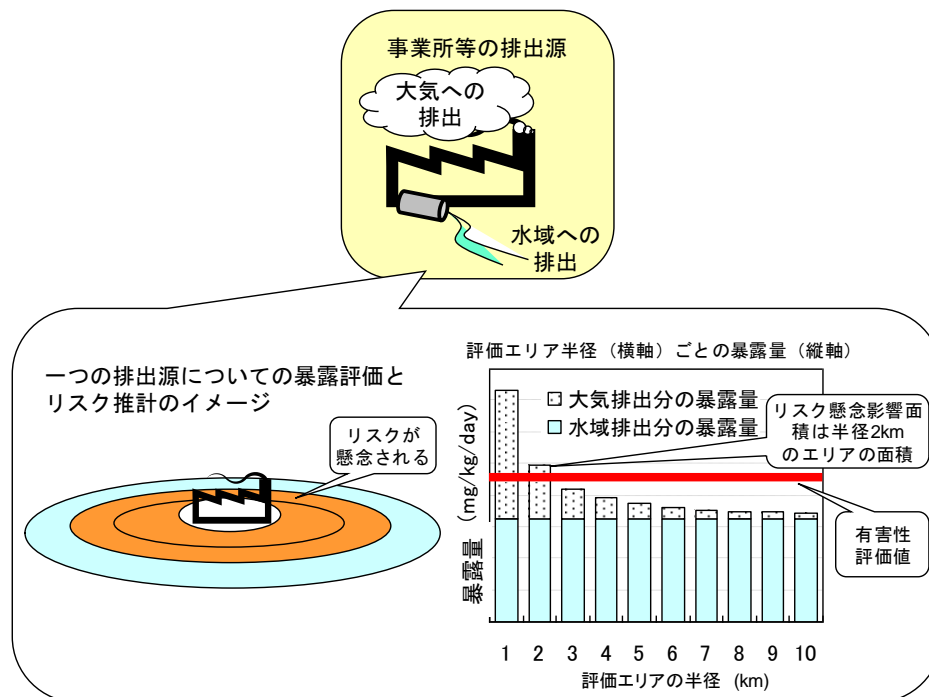 事業所等の排出源
大気への
排出
水域への
排出
一つの排出源についての暴露評価と
リスク推計のイメージ
リスクが
懸念される
評価エリア半径（横軸）ごとの暴露量（縦軸）
大気排出分の暴露量
水域排出分の暴露量
リスク懸念影響面
積は半径2km
のエリアの面積
有害性
評価値
暴露量 (mg/kg/day)
1 2 3 4 5 6 7 8 9 10
評価エリアの半径 (km)